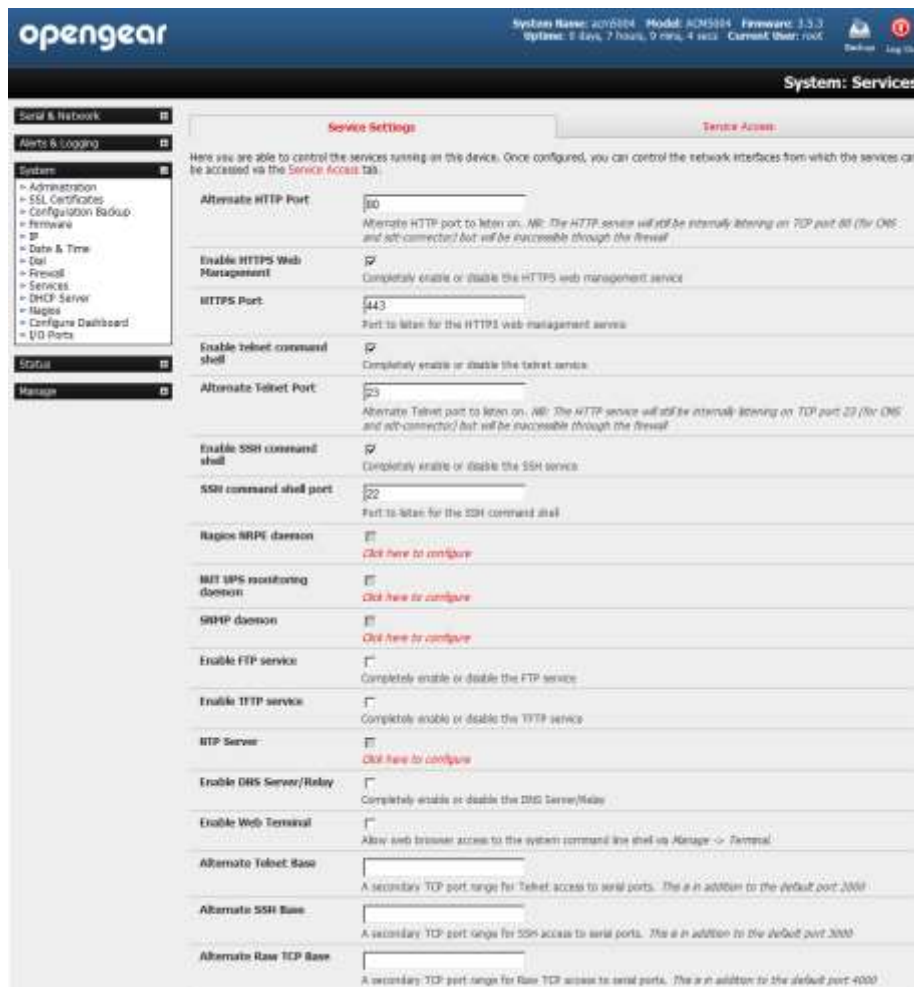 opengear
System Name: acm5004 Model: ACM5004 Firmware: 3.5.3
Uptime: 0 days, 7 hours, 9 mins, 4 secs Current User: root
Backup
Log
System: Services
Serial & Network
Alerts & Logging
System
Administration
SSL Certificates
Configuration Backup
Firmware
IP
Date & Time
Dial
Firewall
Services
DHCP Server
Nagios
Configure Dashboard
I/O Ports
Status
Manage
Service Settings
Service Access
Here you are able to control the services running on this device. Once configured, you can control the network interfaces from which the services can
be accessed via the Service Access tab.
Alternate HTTP Port
80
Alternate HTTP port to listen on. NB: The HTTP service will still be internally listening on TCP port 80 (for CMS
and sdt-connector) but will be inaccessible through the firewall
Enable HTTPS Web
Management
Completely enable or disable the HTTPS web management service
HTTPS Port
443
Port to listen for the HTTPS web management service
Enable telnet command
shell
Completely enable or disable the telnet service
Alternate Telnet Port
23
Alternate Telnet port to listen on. NB: The HTTP service will still be internally listening on TCP port 23 (for CMS
and sdt-connector) but will be inaccessible through the firewall
Enable SSH command
shell
Completely enable or disable the SSH service
SSH command shell port
22
Port to listen for the SSH command shell
Nagios NRPE daemon
Click here to configure
NUT UPS monitoring
daemon
Click here to configure
SNMP daemon
Click here to configure
Enable FTP service
Completely enable or disable the FTP service
Enable TFTP service
Completely enable or disable the TFTP service
NTP Server
Click here to configure
Enable DNS Server/Relay
Completely enable or disable the DNS Server/Relay
Enable Web Terminal
Allow web browser access to the system command line shell via Manage -> Terminal
Alternate Telnet Base
A secondary TCP port range for Telnet access to serial ports. This is in addition to the default port 2000
Alternate SSH Base
A secondary TCP port range for SSH access to serial ports. This is in addition to the default port 3000
Alternate Raw TCP Base
A secondary TCP port range for Raw TCP access to serial ports. This is in addition to the default port 4000